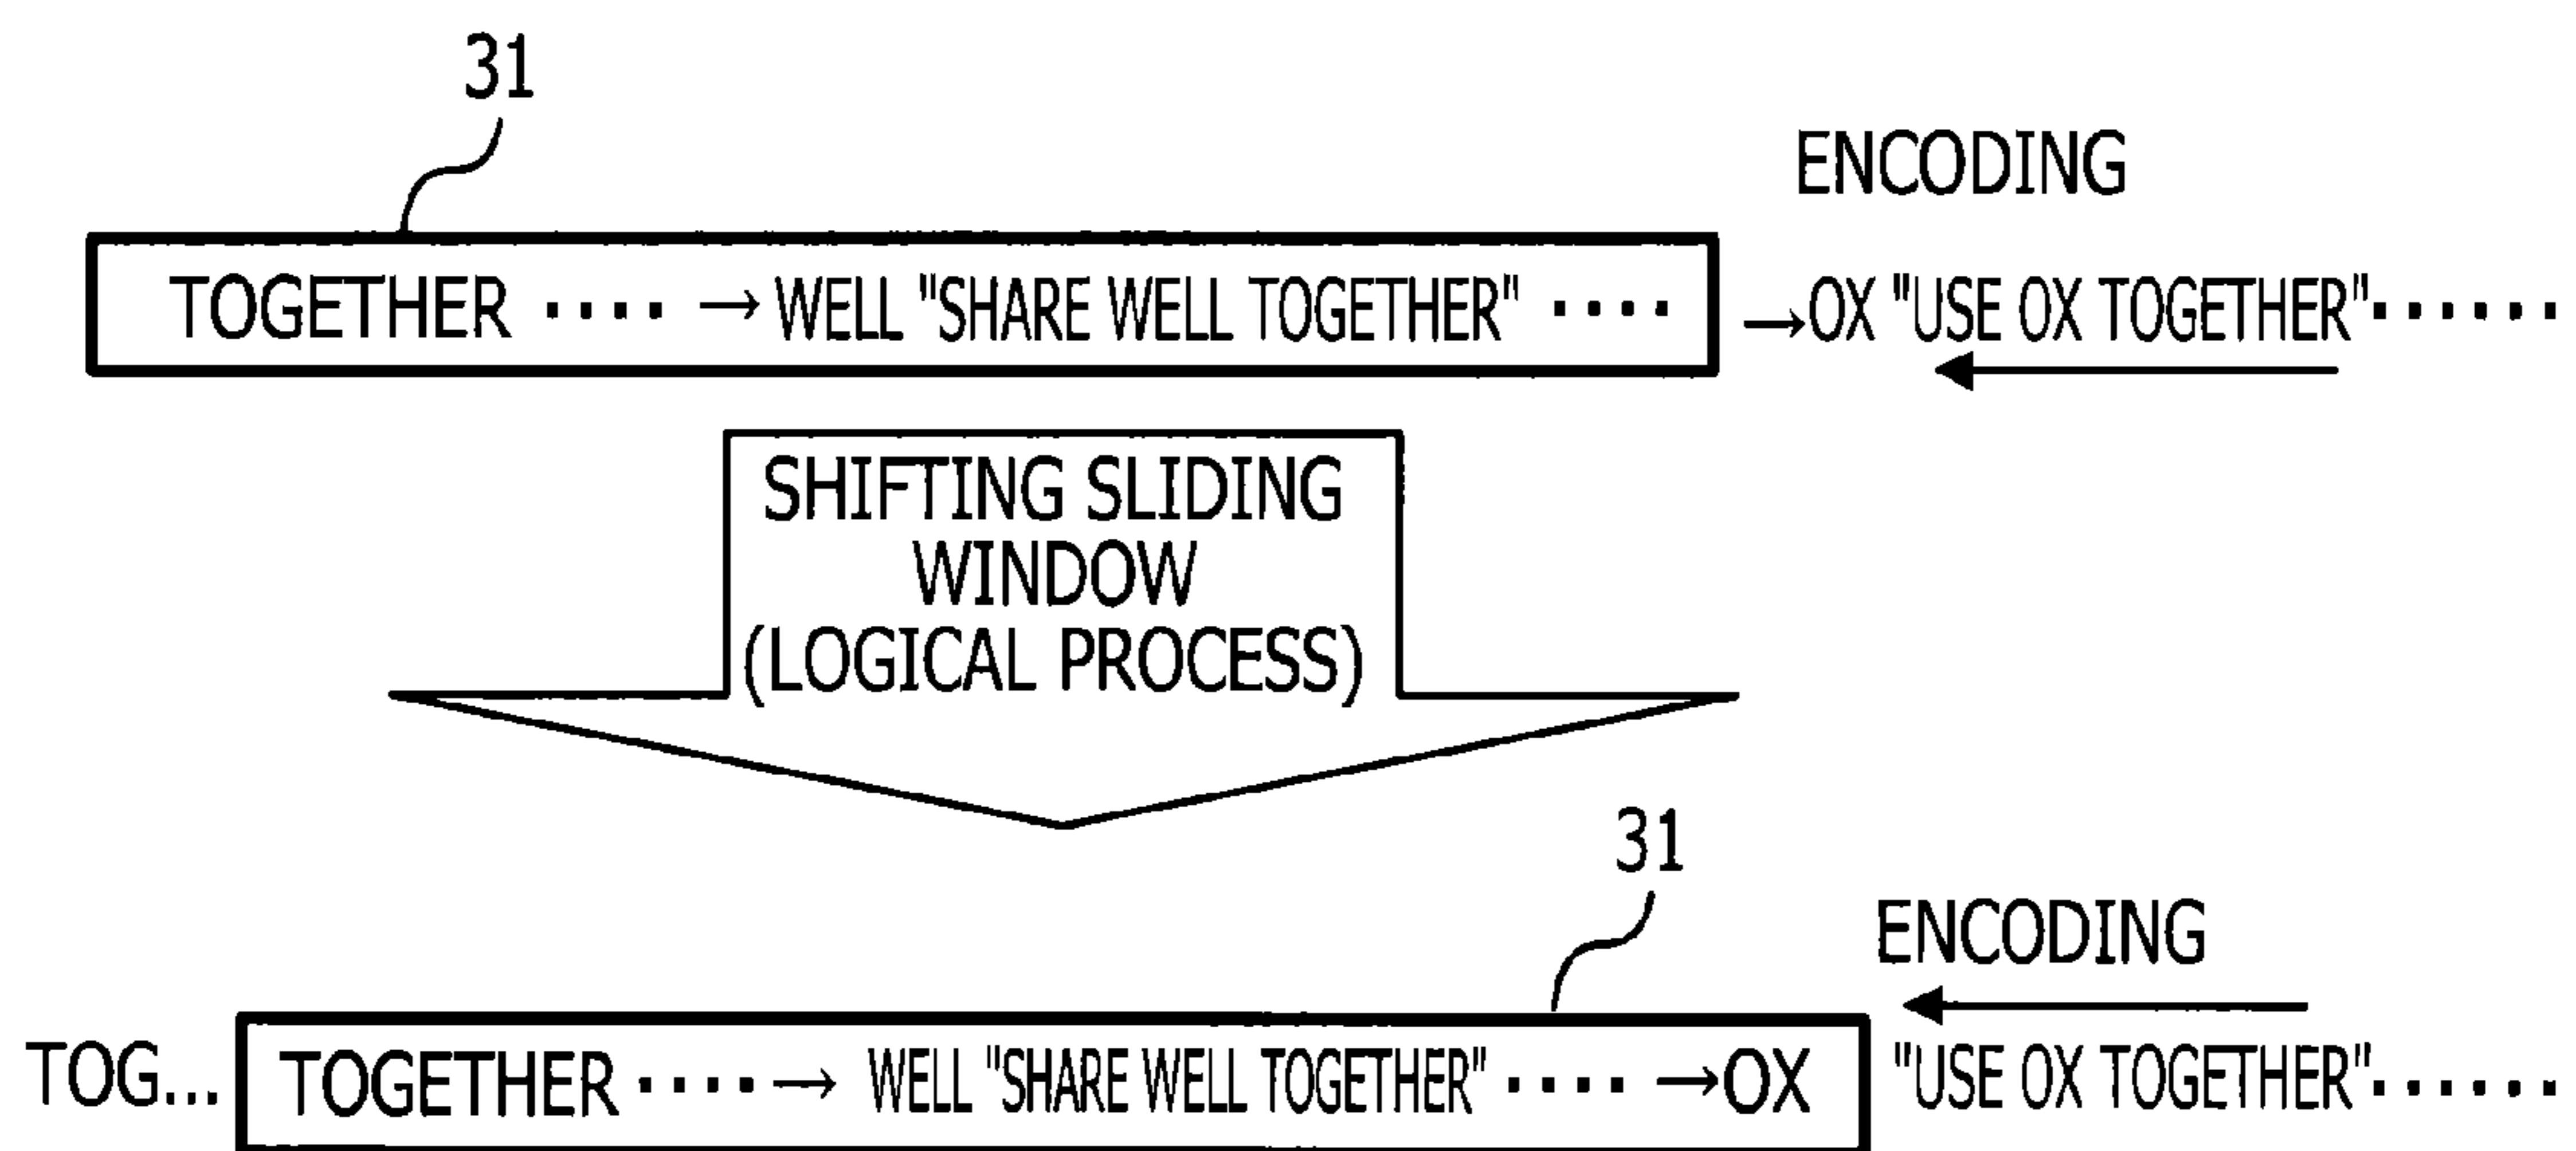 31
ENCODING
TOGETHER ···· →WELL "SHARE WELL TOGETHER" ···· →OX "USE OX TOGETHER"······
SHIFTING SLIDING
WINDOW
(LOGICAL PROCESS)
31
ENCODING
TOG... TOGETHER ····→ WELL "SHARE WELL TOGETHER" ···· →OX "USE OX TOGETHER"······